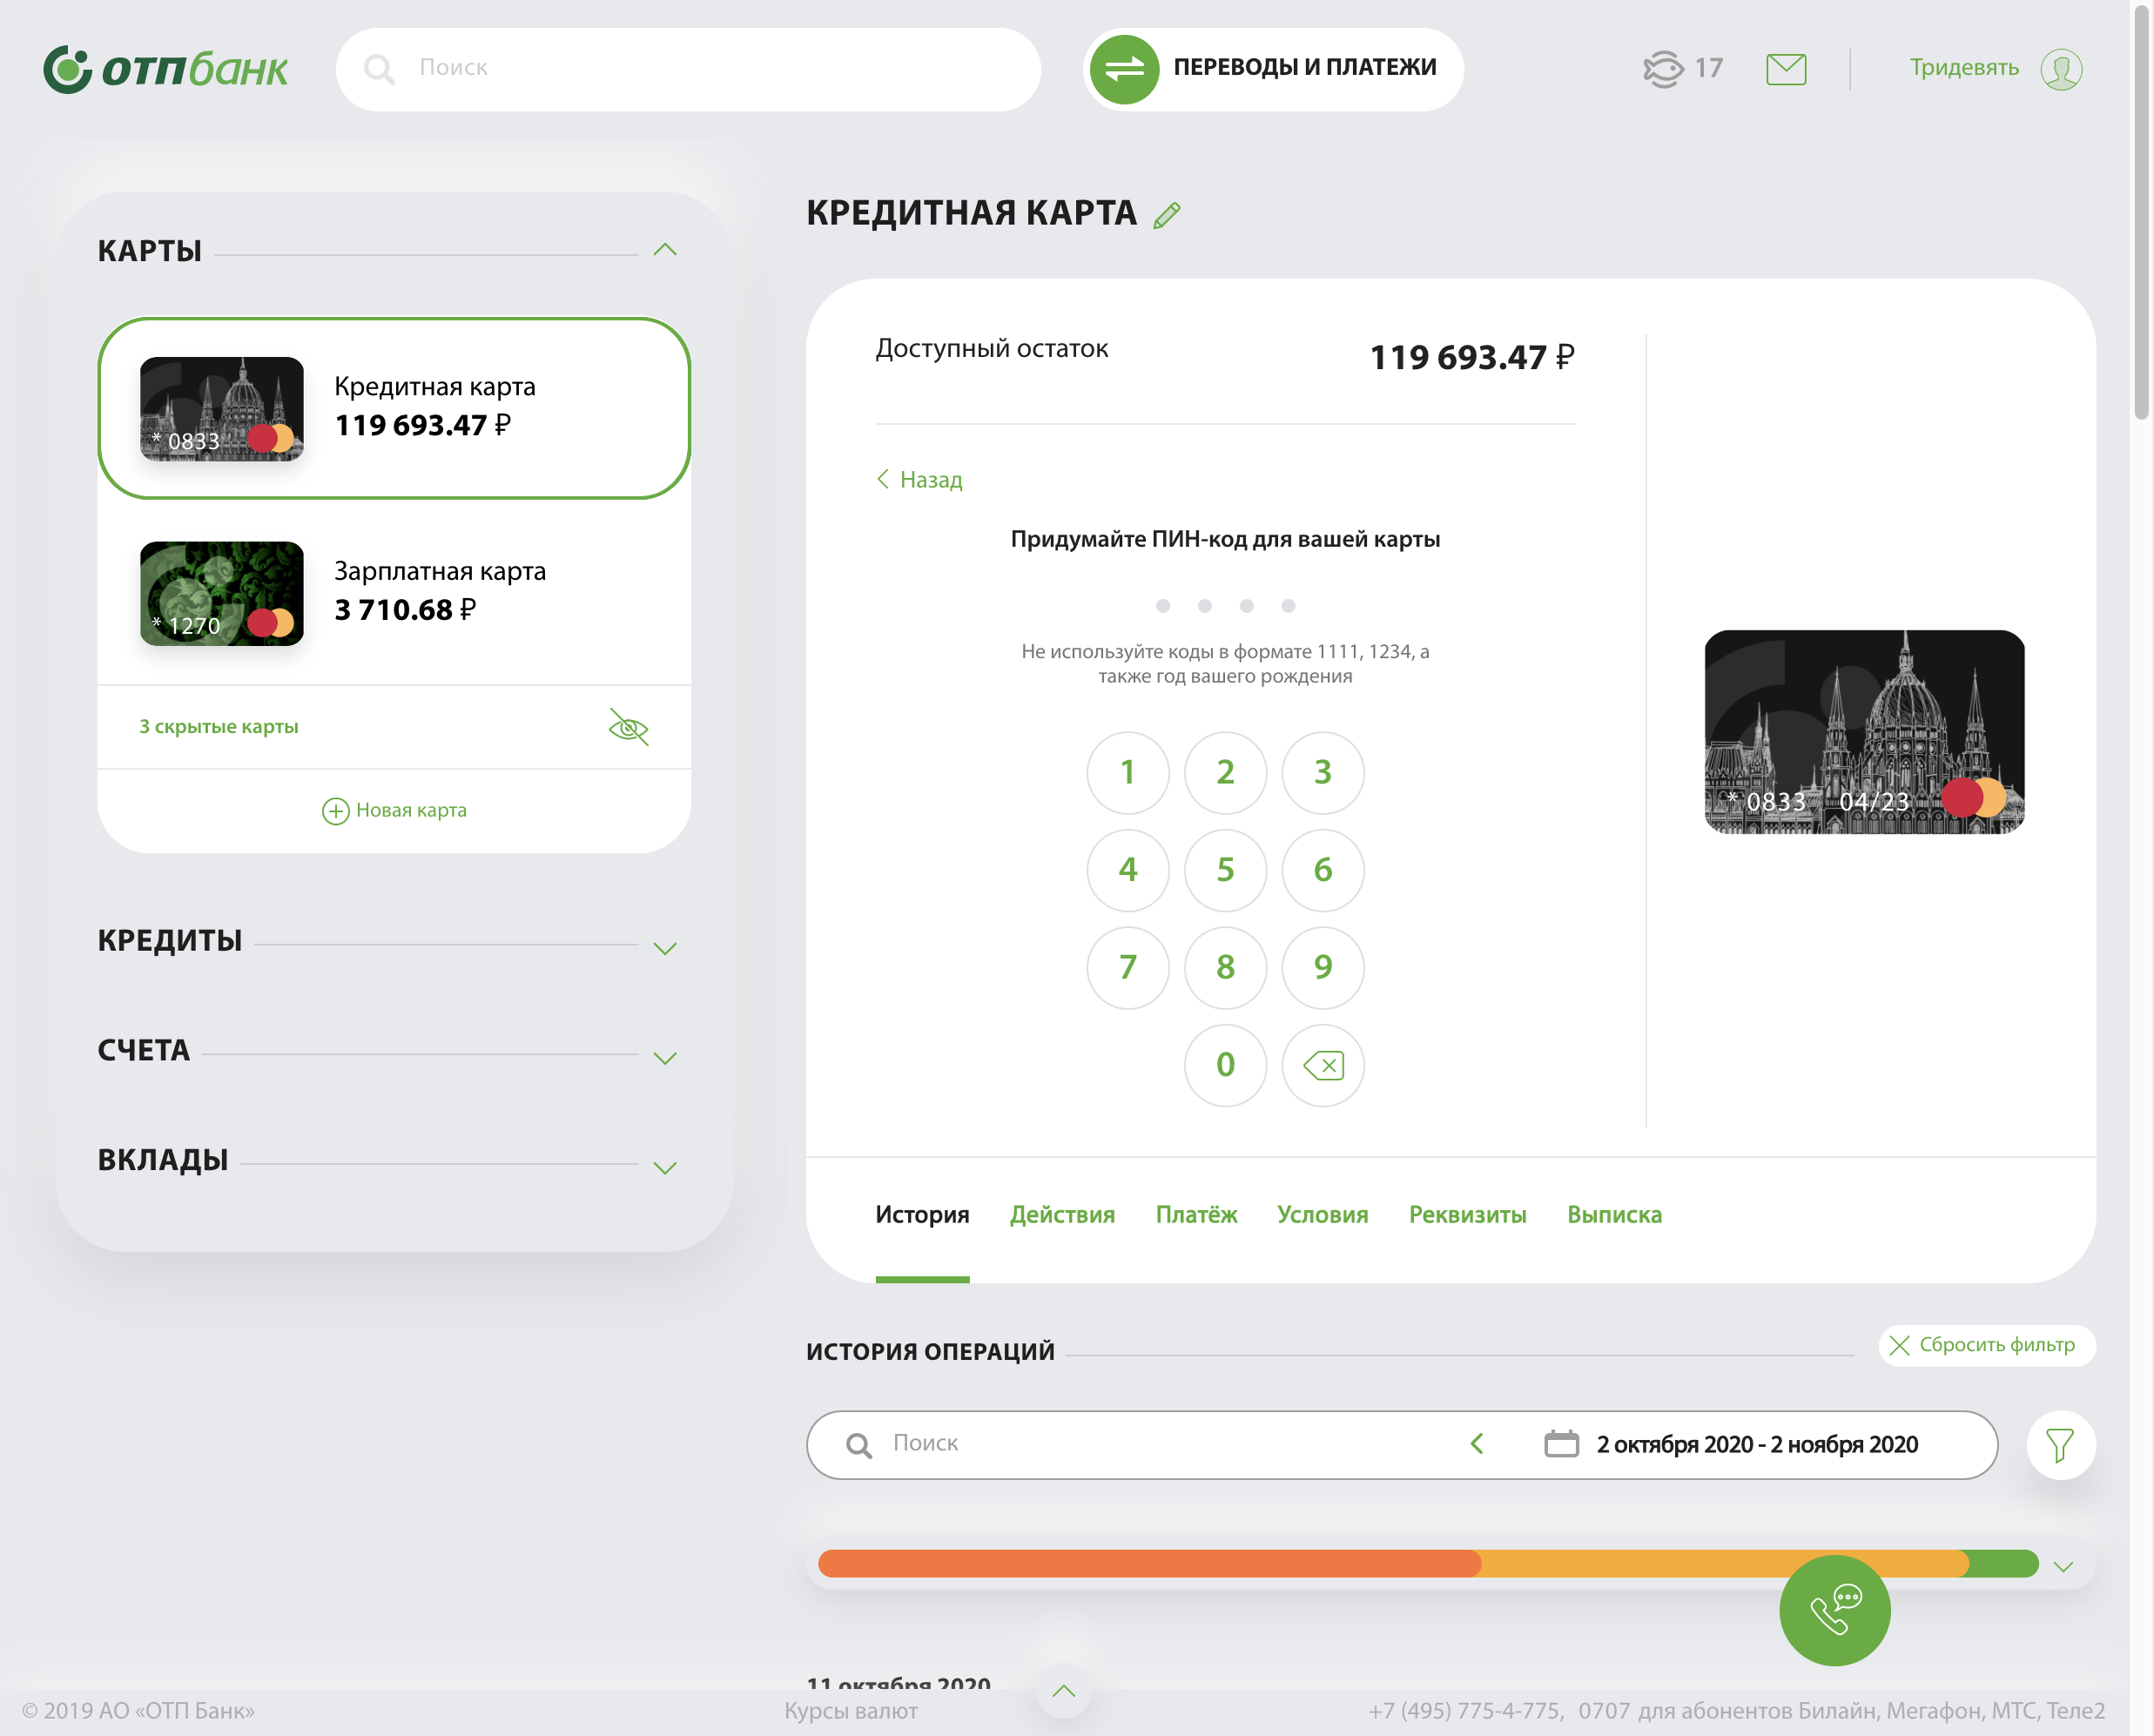 ОТПбанк
Поиск
ПЕРЕВОДЫ И ПЛАТЕЖИ
17
Тридевять
КАРТЫ
Кредитная карта
119 693.47 ₽
* 0833
Зарплатная карта
3 710.68 ₽
* 1270
3 скрытые карты
Новая карта
КРЕДИТЫ
СЧЕТА
ВКЛАДЫ
КРЕДИТНАЯ КАРТА
Доступный остаток
119 693.47 ₽
Назад
Придумайте ПИН-код для вашей карты
Не используйте коды в формате 1111, 1234, а
также год вашего рождения
1 2 3
4 5 6
7 8 9
0
* 0833 04/23
История Действия Платёж Условия Реквизиты Выписка
ИСТОРИЯ ОПЕРАЦИЙ
Сбросить фильтр
Поиск
2 октября 2020 - 2 ноября 2020
11 октября 2020
© 2019 АО «ОТП Банк»
Курсы валют
+7 (495) 775-4-775, 0707 для абонентов Билайн, Мегафон, МТС, Теле2